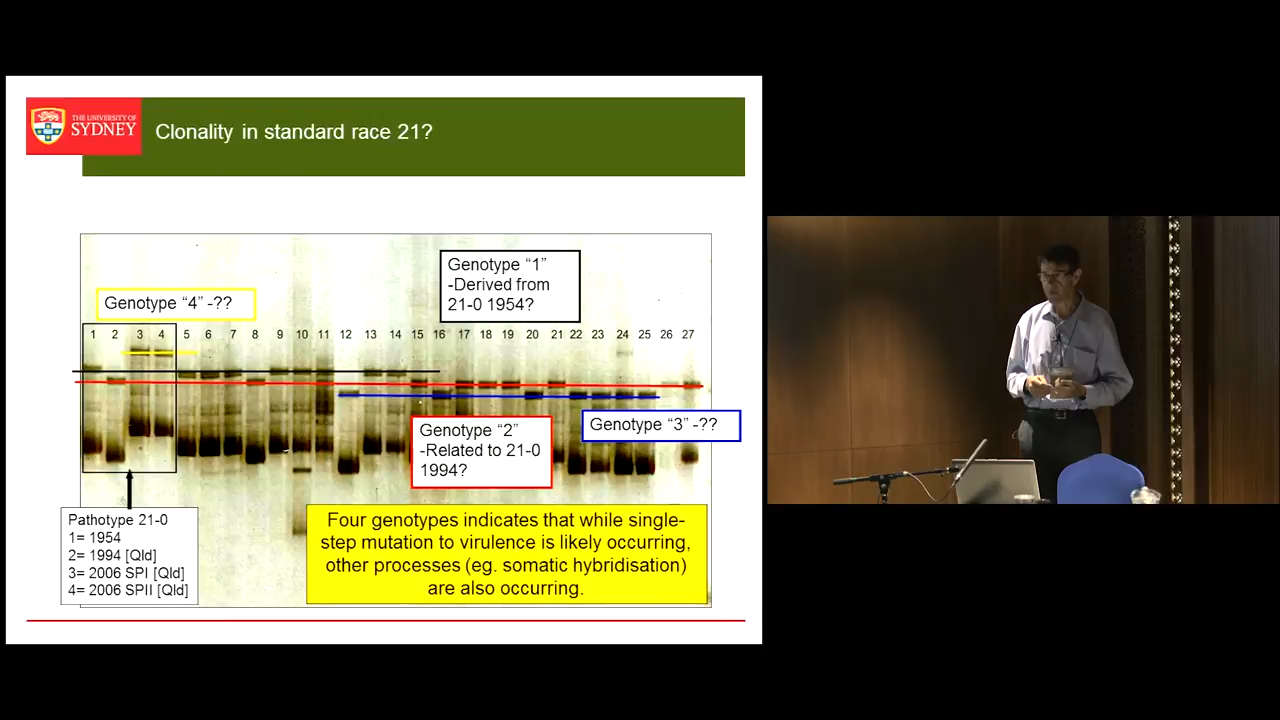 THE UNIVERSITY OF
SYDNEY
Clonality in standard race 21?
Genotype “1”
-Derived from
21-0 1954?
Genotype “4” -??
1 2 3 4 5 6 7 8 9 10 11 12 13 14 15 16 17 18 19 20 21 22 23 24 25 26 27
Genotype “3” -??
Genotype “2”
-Related to 21-0
1994?
Pathotype 21-0
1= 1954
2= 1994 [Qld]
3= 2006 SPI [Qld]
4= 2006 SPII [Qld]
Four genotypes indicates that while single-
step mutation to virulence is likely occurring,
other processes (eg. somatic hybridisation)
are also occurring.